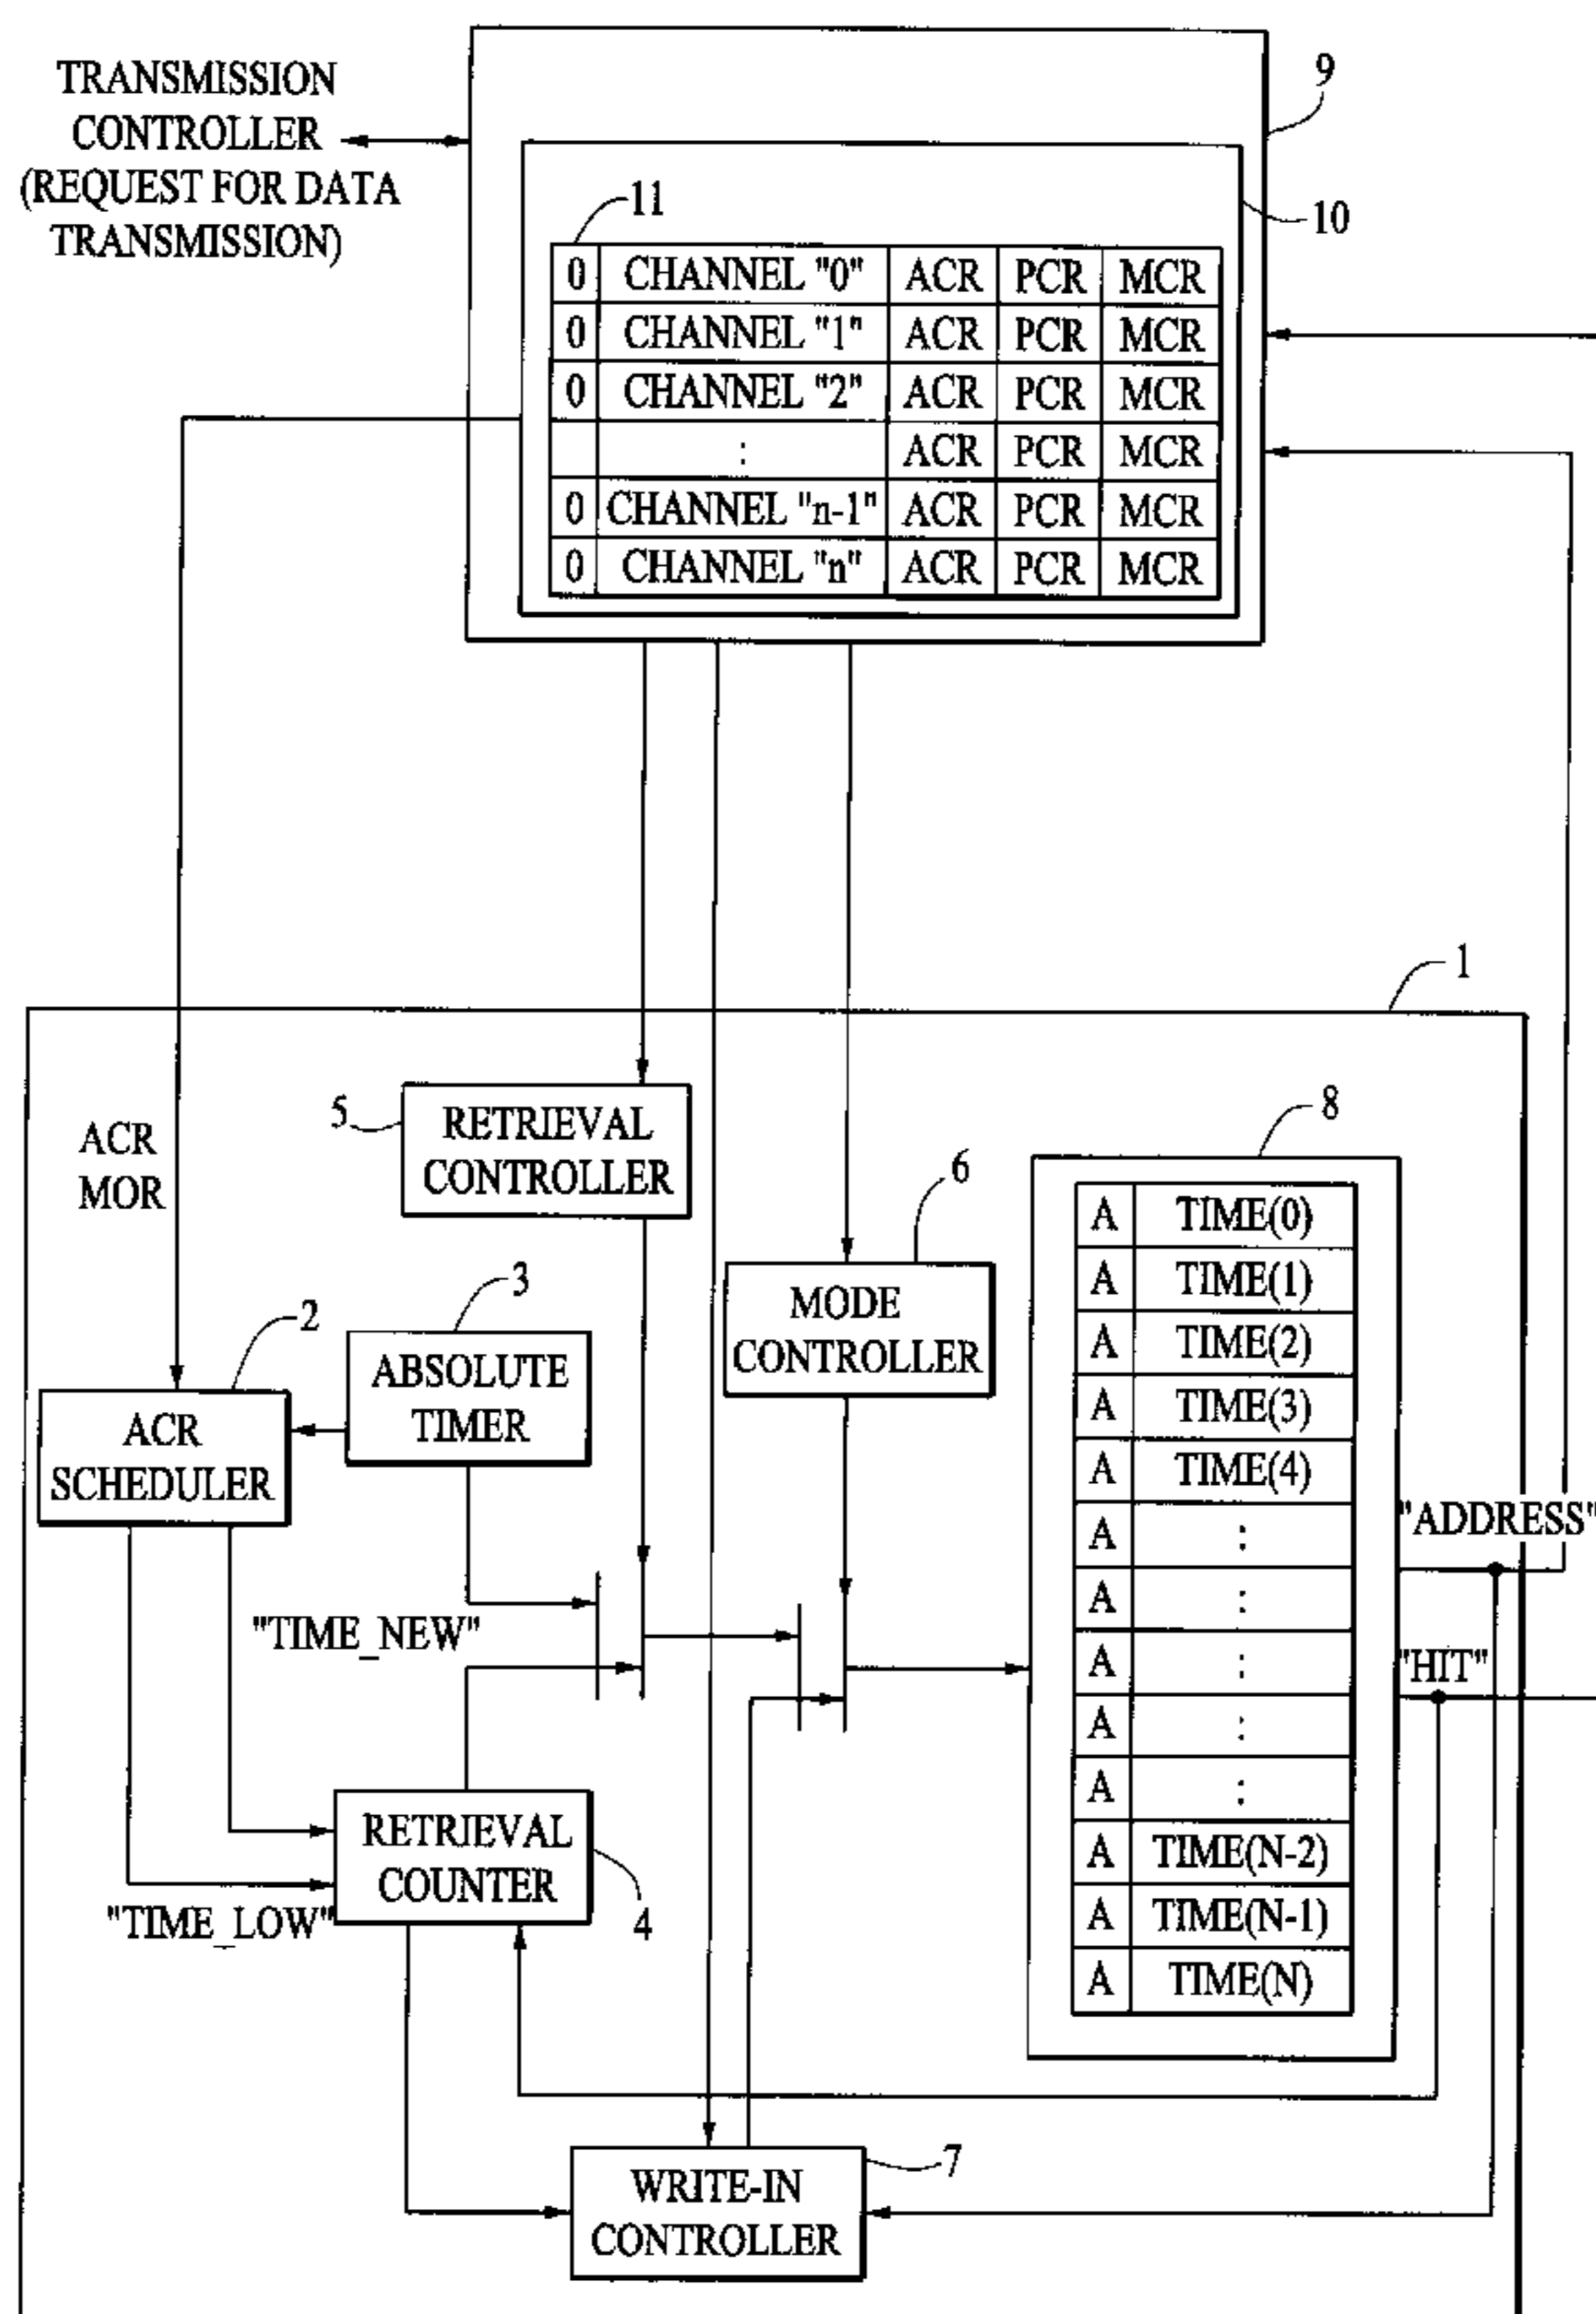 TRANSMISSION
CONTROLLER
(REQUEST FOR DATA
TRANSMISSION)
9
10
11
0 CHANNEL "0" ACR PCR MCR
0 CHANNEL "1" ACR PCR MCR
0 CHANNEL "2" ACR PCR MCR
: ACR PCR MCR
0 CHANNEL "n-1" ACR PCR MCR
0 CHANNEL "n" ACR PCR MCR
1
ACR
MOR
5
RETRIEVAL
CONTROLLER
6
MODE
CONTROLLER
8
A TIME(0)
A TIME(1)
A TIME(2)
A TIME(3)
A TIME(4)
A :
A :
A :
A :
A :
A TIME(N-2)
A TIME(N-1)
A TIME(N)
2
ACR
SCHEDULER
3
ABSOLUTE
TIMER
"ADDRESS"
"TIME_NEW"
"HIT"
RETRIEVAL
COUNTER
4
"TIME_LOW"
7
WRITE-IN
CONTROLLER